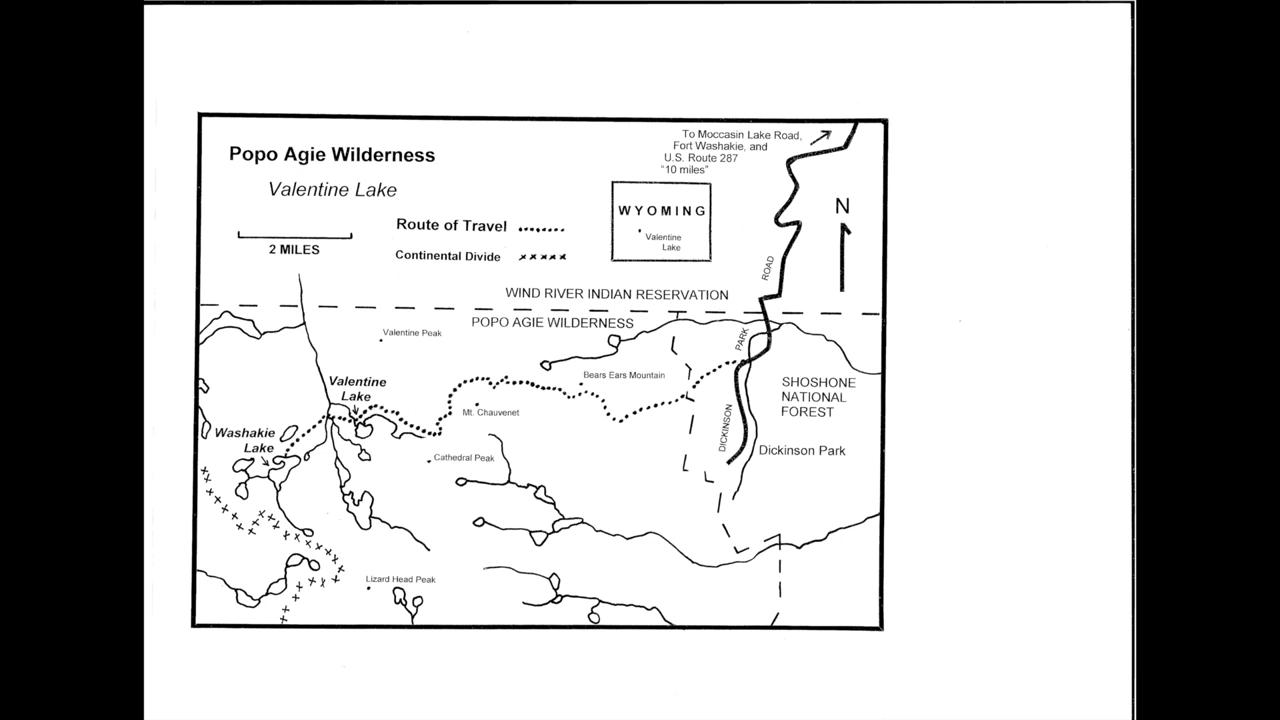 To Moccasin Lake Road,
Fort Washakie, and
U.S. Route 287
"10 miles"
Popo Agie Wilderness
Valentine Lake
WYOMING
Valentine
Lake
N
Route of Travel
2 MILES
Continental Divide
ROAD
WIND RIVER INDIAN RESERVATION
POPO AGIE WILDERNESS
Valentine Peak
PARK
Bears Ears Mountain
Valentine
Lake
SHOSHONE
NATIONAL
FOREST
Mt. Chauvenet
DICKINSON
Washakie
Lake
Dickinson Park
Cathedral Peak
Lizard Head Peak